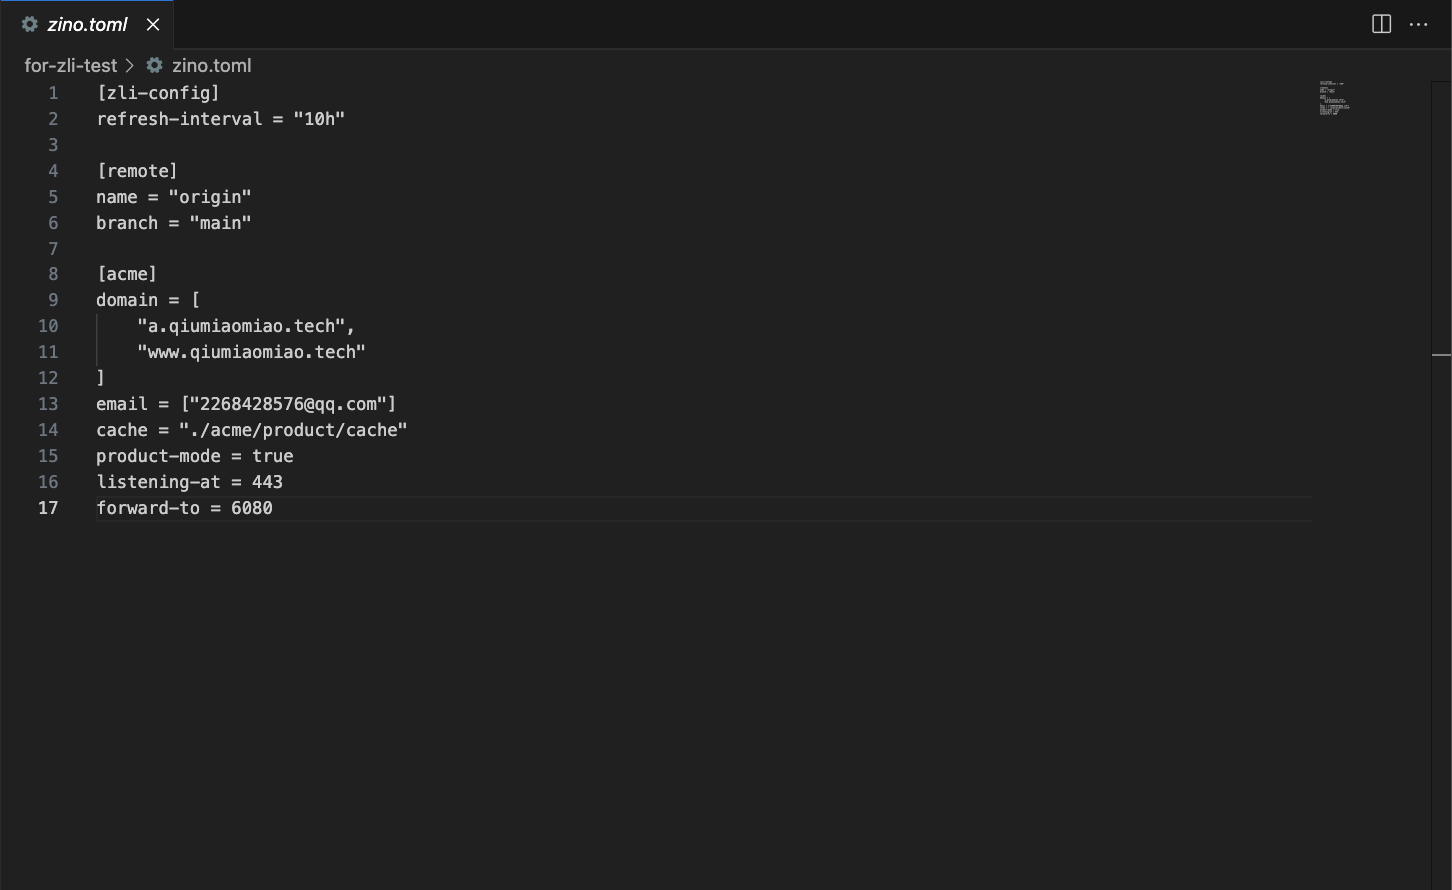 zino.toml
for-zli-test > zino.toml
1 [zli-config]
2 refresh-interval = "10h"
3
4 [remote]
5 name = "origin"
6 branch = "main"
7
8 [acme]
9 domain = [
10 "a.qiumiaomiao.tech",
11 "www.qiumiaomiao.tech"
12 ]
13 email = ["2268428576@qq.com"]
14 cache = "./acme/product/cache"
15 product-mode = true
16 listening-at = 443
17 forward-to = 6080